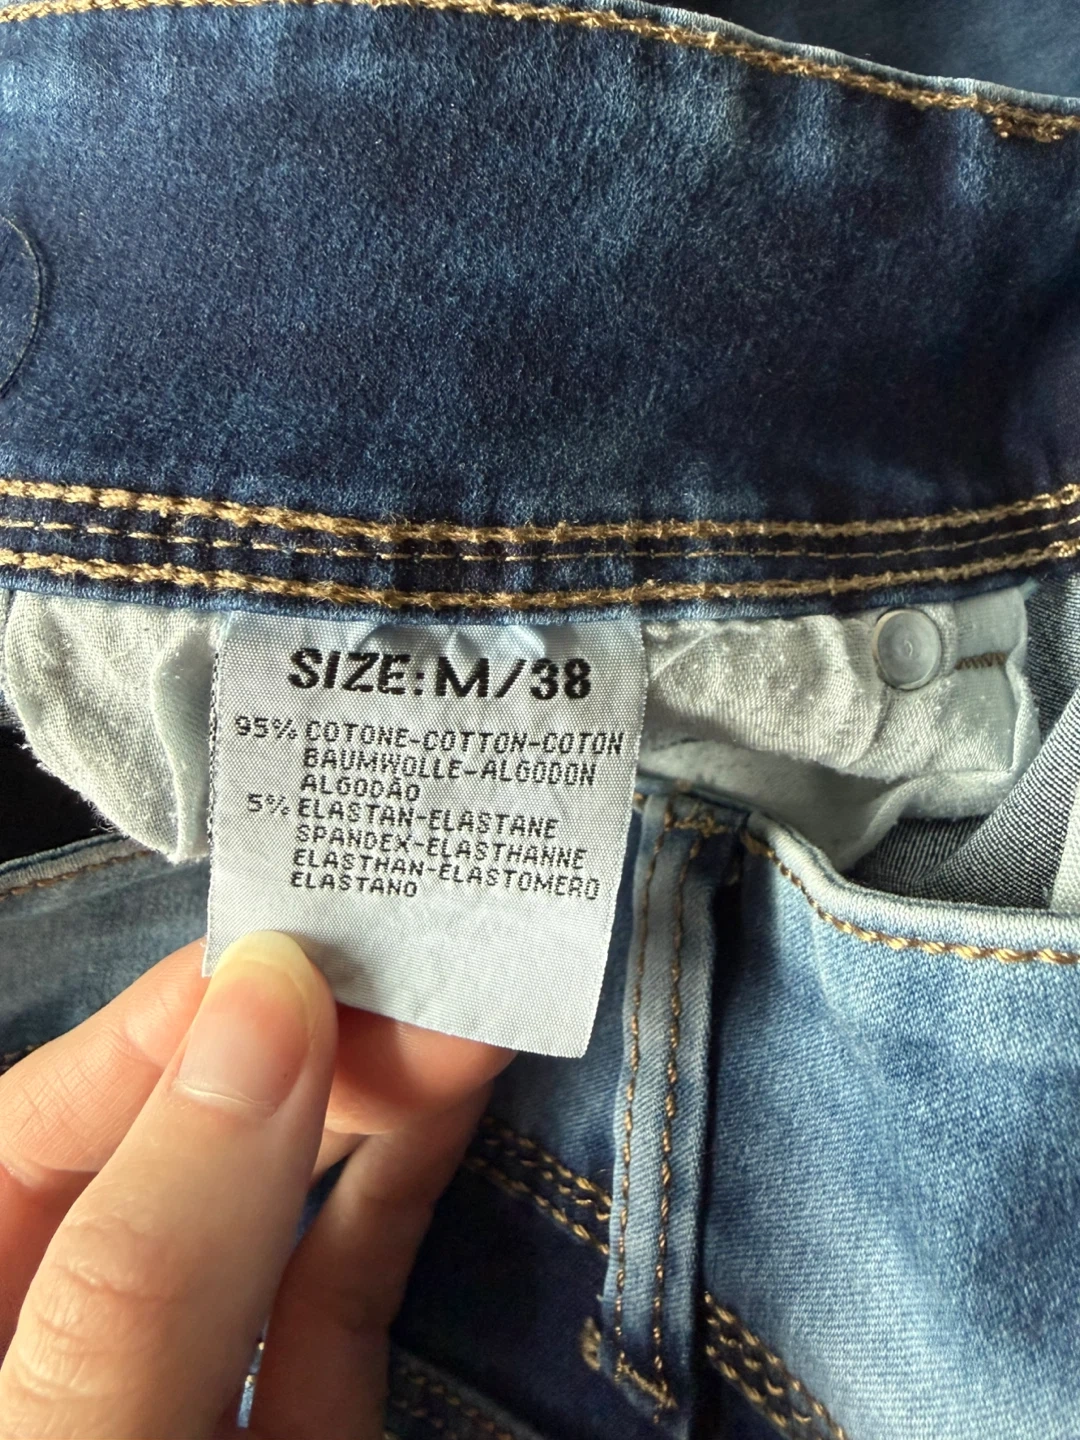 SIZE:M/38
95% COTONE-COTTON-COTON
BAUMWOLLE-ALGODON
ALGODÃO
5% ELASTAN-ELASTANE
SPANDEX-ELASTHANNE
ELASTHAN-ELASTOMERO
ELASTANO